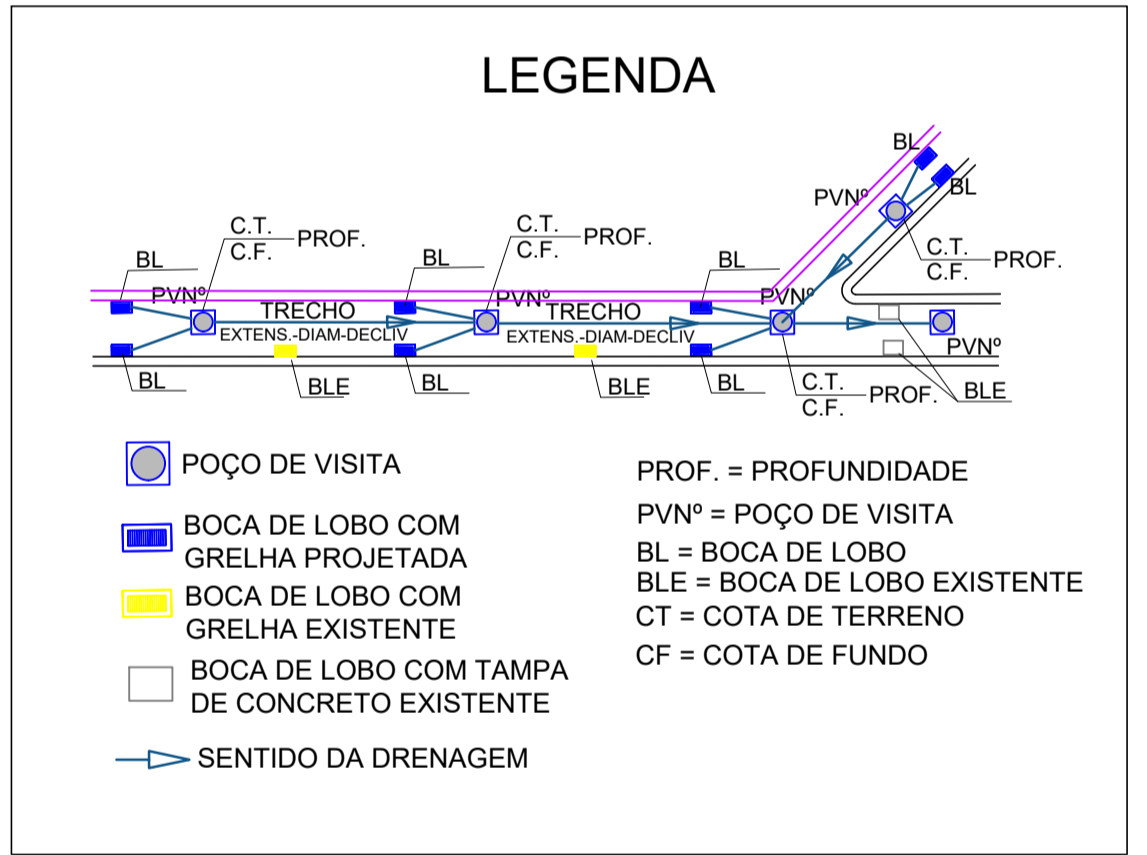 LEGENDA
BL
BL
PVNº
C.T.
C.F.
PROF.
C.T.
C.F.
PROF.
C.T.
C.F.
PROF.
BL
BL
BL
PVNº
PVNº
PVNº
TRECHO
EXTENS.-DIAM-DECLIV
TRECHO
EXTENS.-DIAM-DECLIV
PVNº
BL
BLE
BL
BLE
BL
C.T.
C.F.
PROF.
BLE
POÇO DE VISITA
BOCA DE LOBO COM
GRELHA PROJETADA
BOCA DE LOBO COM
GRELHA EXISTENTE
BOCA DE LOBO COM TAMPA
DE CONCRETO EXISTENTE
SENTIDO DA DRENAGEM
PROF. = PROFUNDIDADE
PVNº = POÇO DE VISITA
BL = BOCA DE LOBO
BLE = BOCA DE LOBO EXISTENTE
CT = COTA DE TERRENO
CF = COTA DE FUNDO